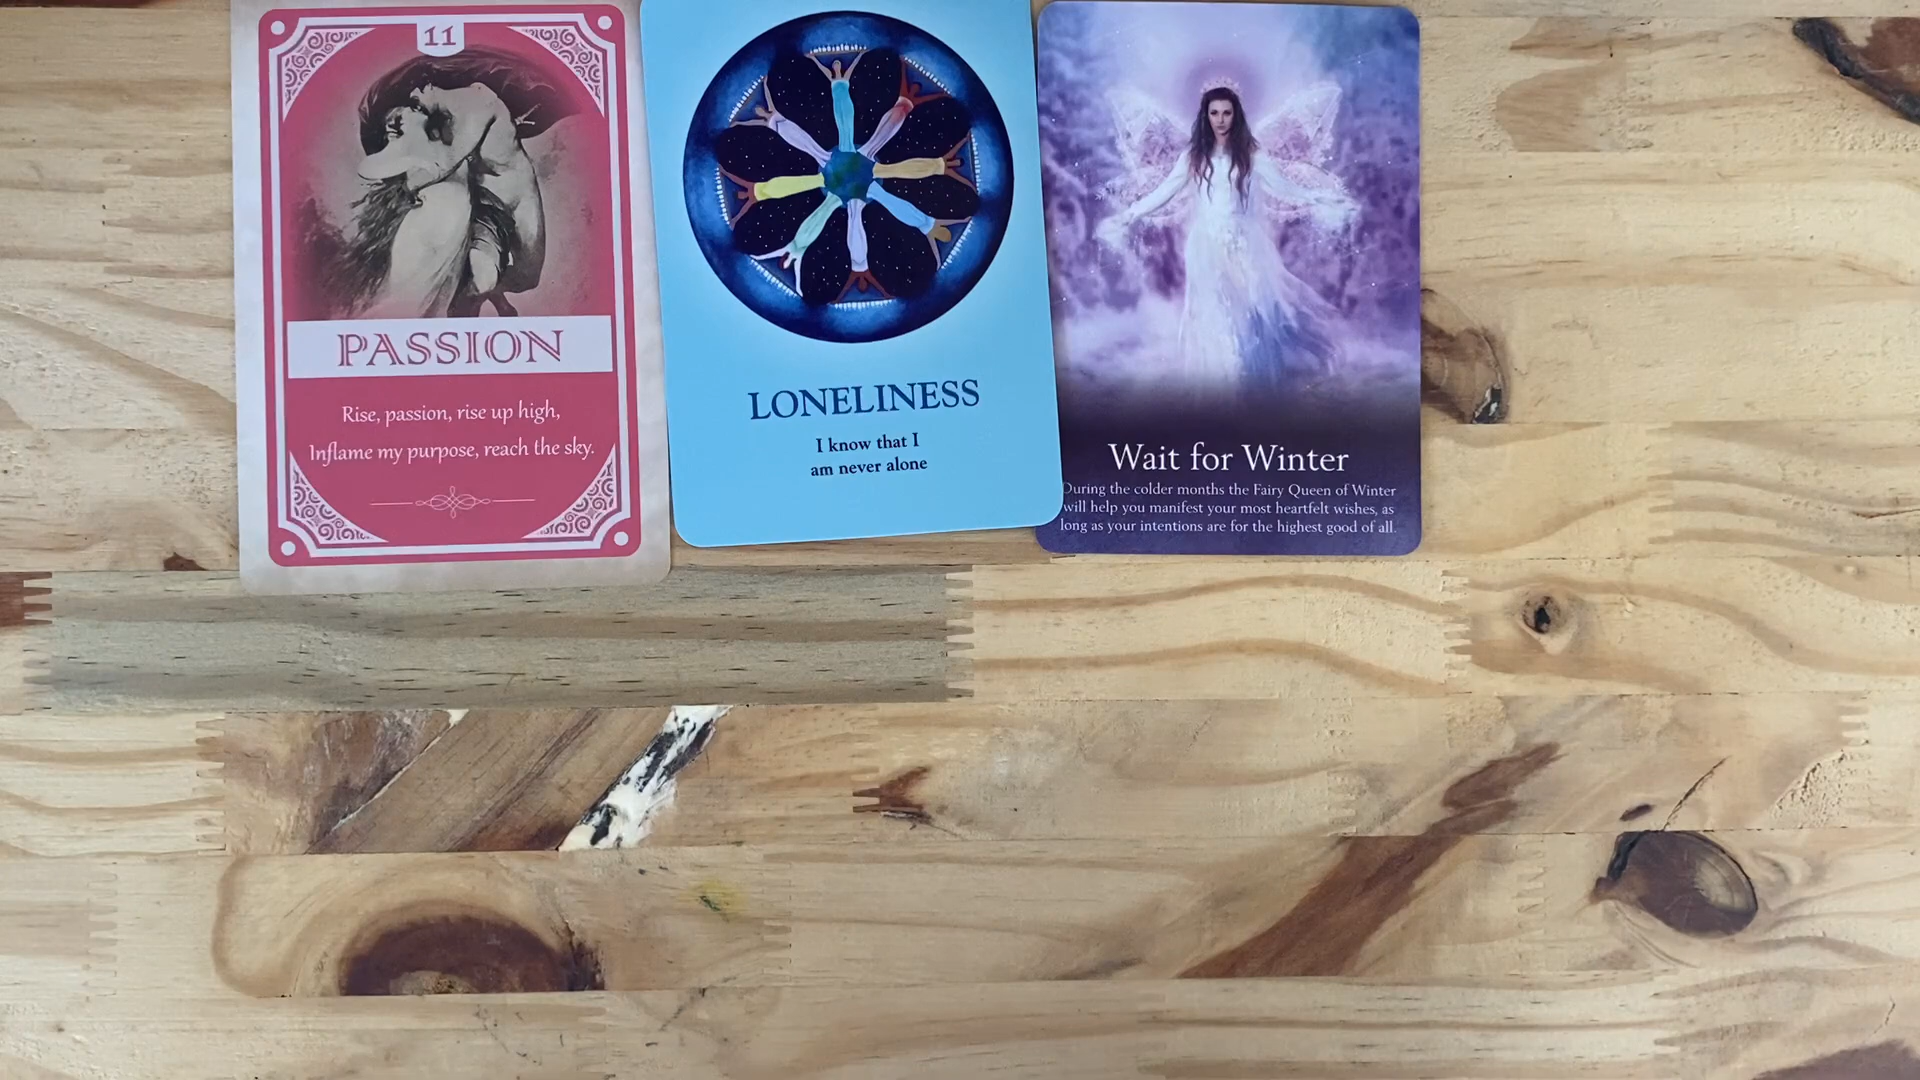 11
PASSION
Rise, passion, rise up high,
Inflame my purpose, reach the sky.
LONELINESS
I know that I
am never alone
Wait for Winter
During the colder months the Fairy Queen of Winter
will help you manifest your most heartfelt wishes, as
long as your intentions are for the highest good of all.